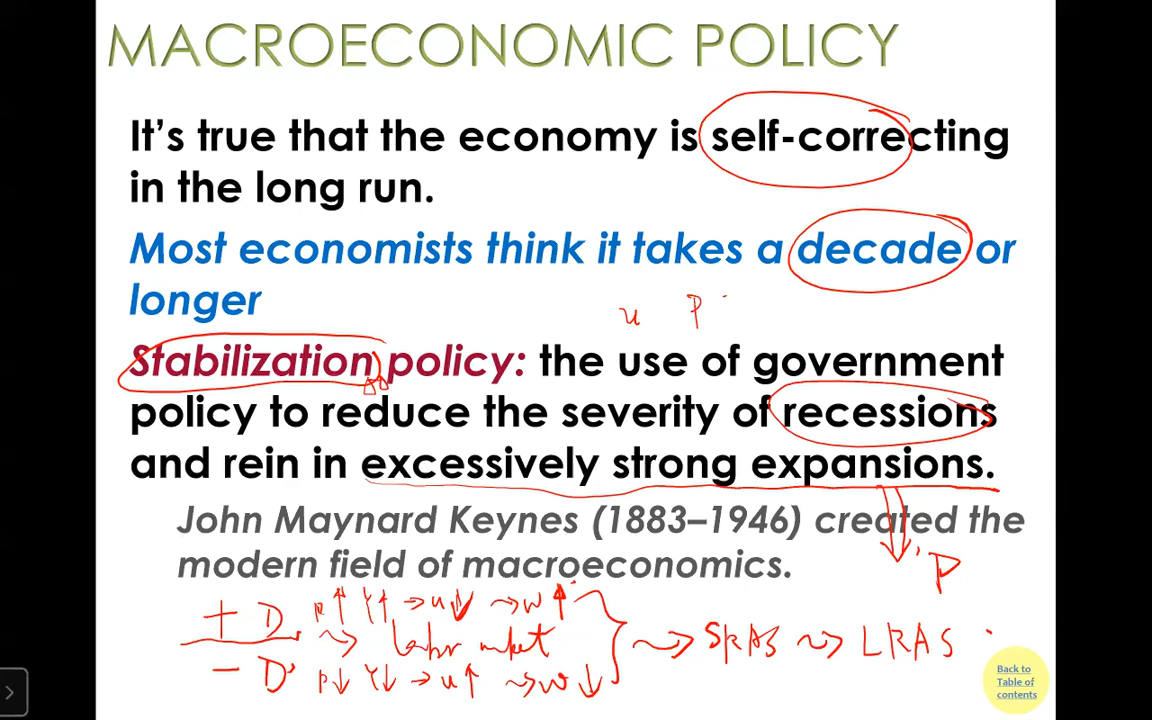 MACROECONOMIC POLICY
It's true that the economy is self-correcting
in the long run.
Most economists think it takes a decade or
longer
u P
Stabilization policy: the use of government
policy to reduce the severity of recessions
and rein in excessively strong expansions.
John Maynard Keynes (1883–1946) created the
modern field of macroeconomics.
P
+ D P↑ Y↑ → u↓ → w↑
→ labor market → SRAS → LRAS
- D P↓ Y↓ → u↑ → w↓
Back to
Table of
contents